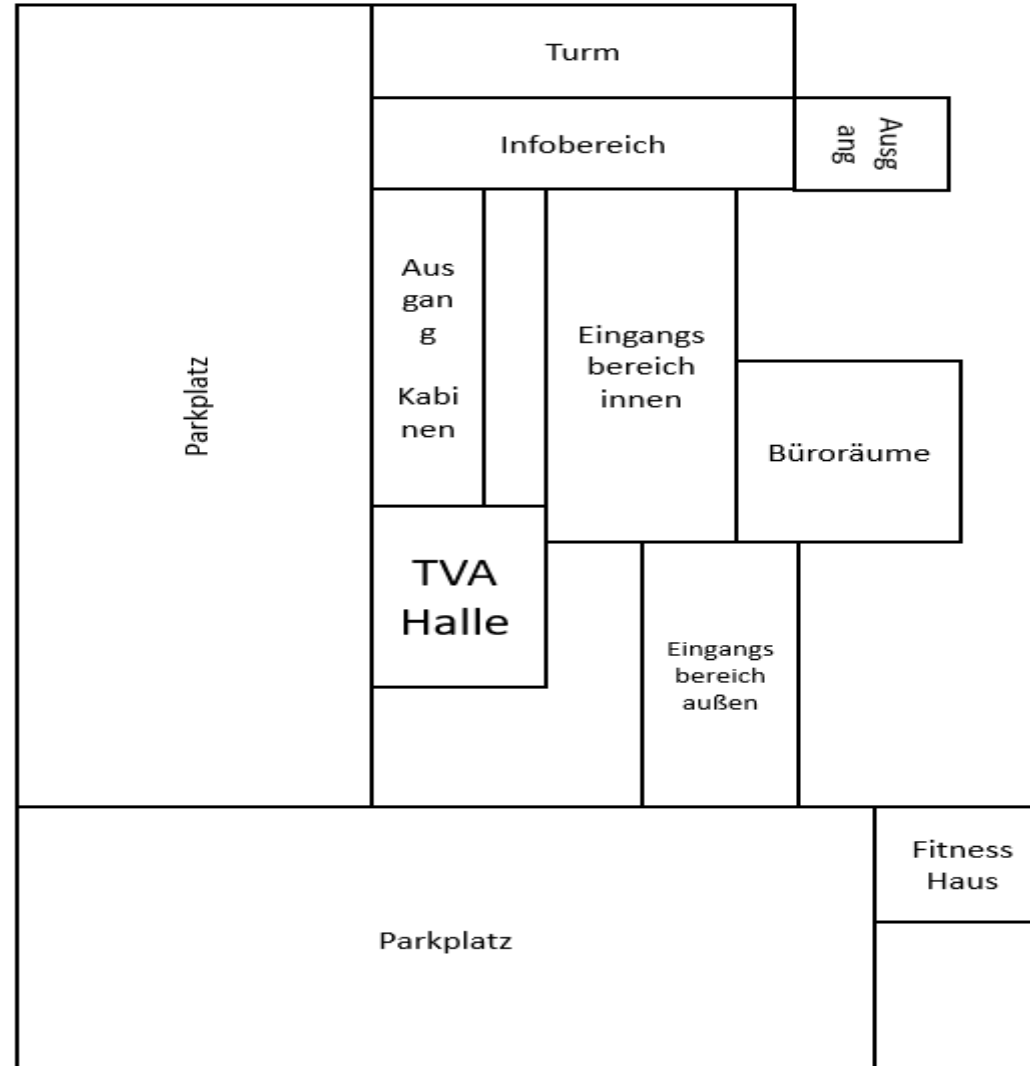 Turm
Infobereich
Ausg
ang
Aus
gan
g
Kabi
nen
Eingangs
bereich
innen
Parkplatz
Büroräume
TVA
Halle
Eingangs
bereich
außen
Fitness
Haus
Parkplatz